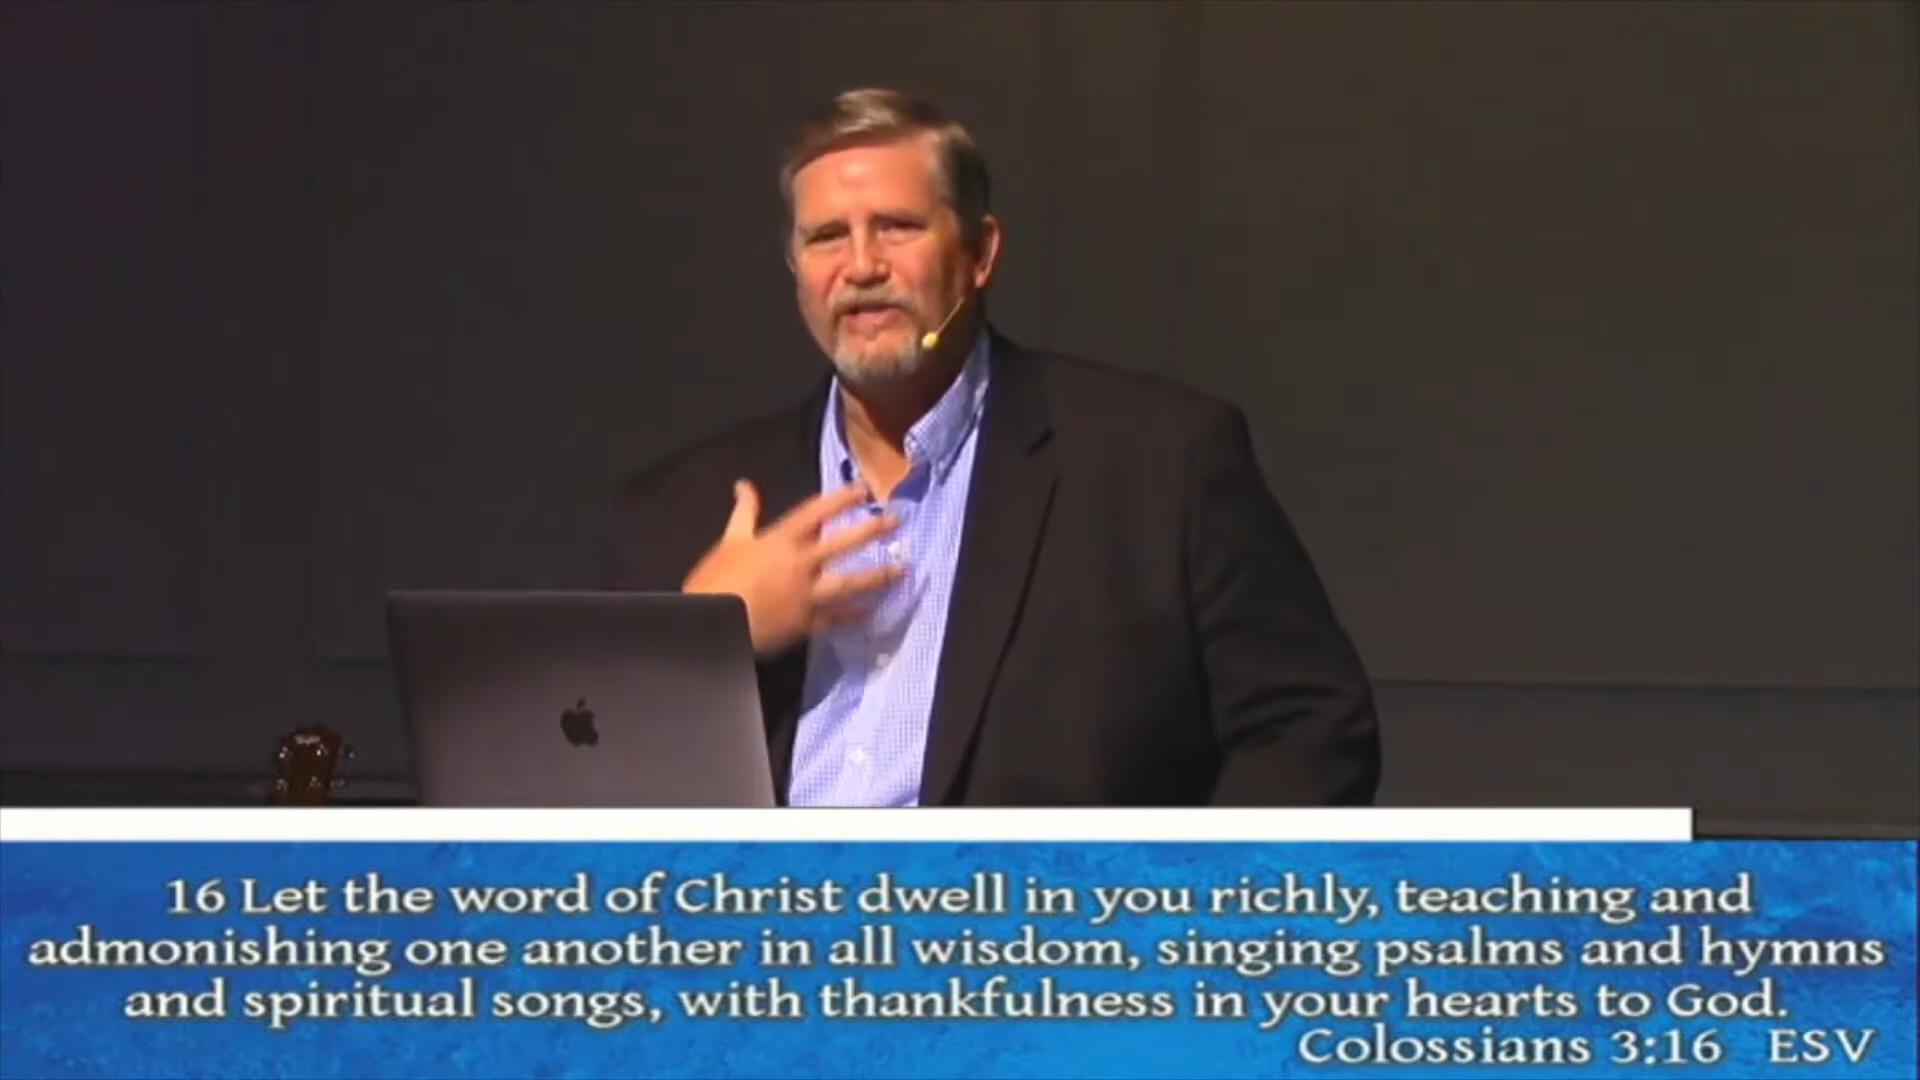 16 Let the word of Christ dwell in you richly, teaching and
admonishing one another in all wisdom, singing psalms and hymns
and spiritual songs, with thankfulness in your hearts to God.
Colossians 3:16 ESV